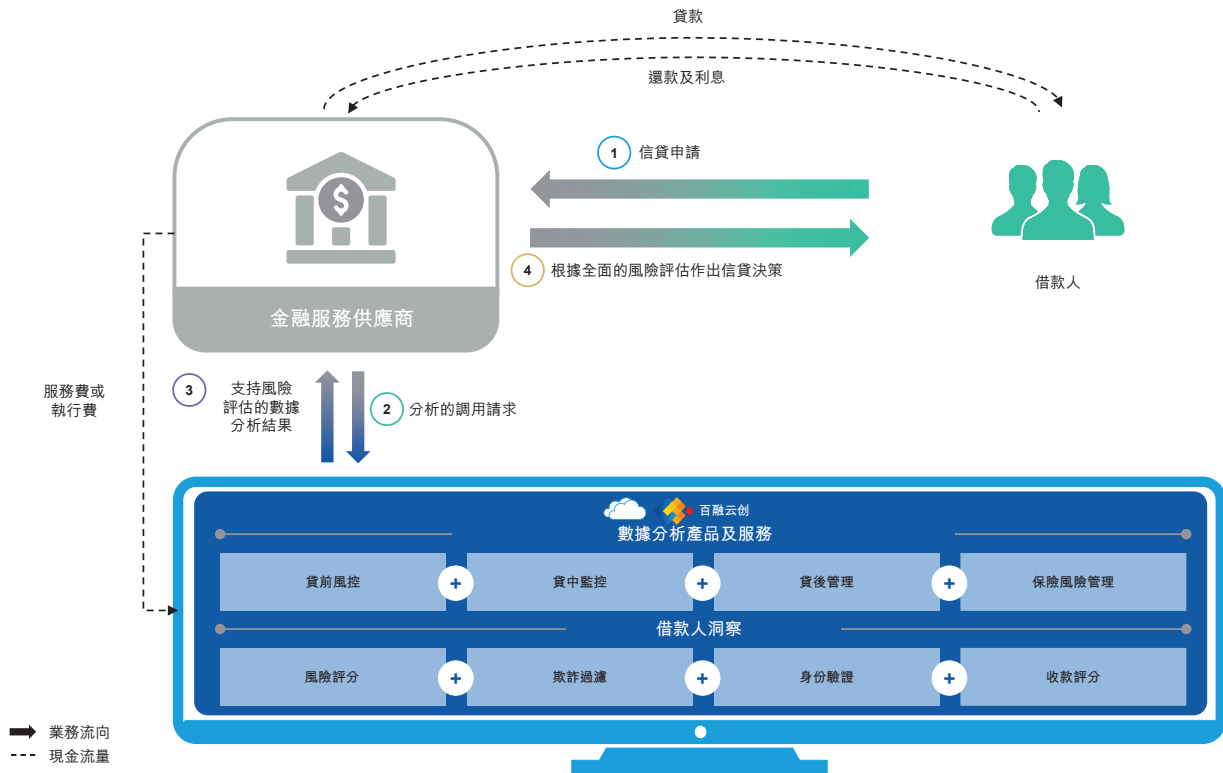 貸款
還款及利息
1 信貸申請
4 根據全面的風險評估作出信貸決策
借款人
$
金融服務供應商
服務費或
執行費
3 支持風險
評估的數據
分析結果
2 分析的調用請求
百融云创
數據分析產品及服務
貸前風控 + 貸中監控 + 貸後管理 + 保險風險管理
借款人洞察
風險評分 + 欺詐過濾 + 身份驗證 + 收款評分
業務流向
現金流量